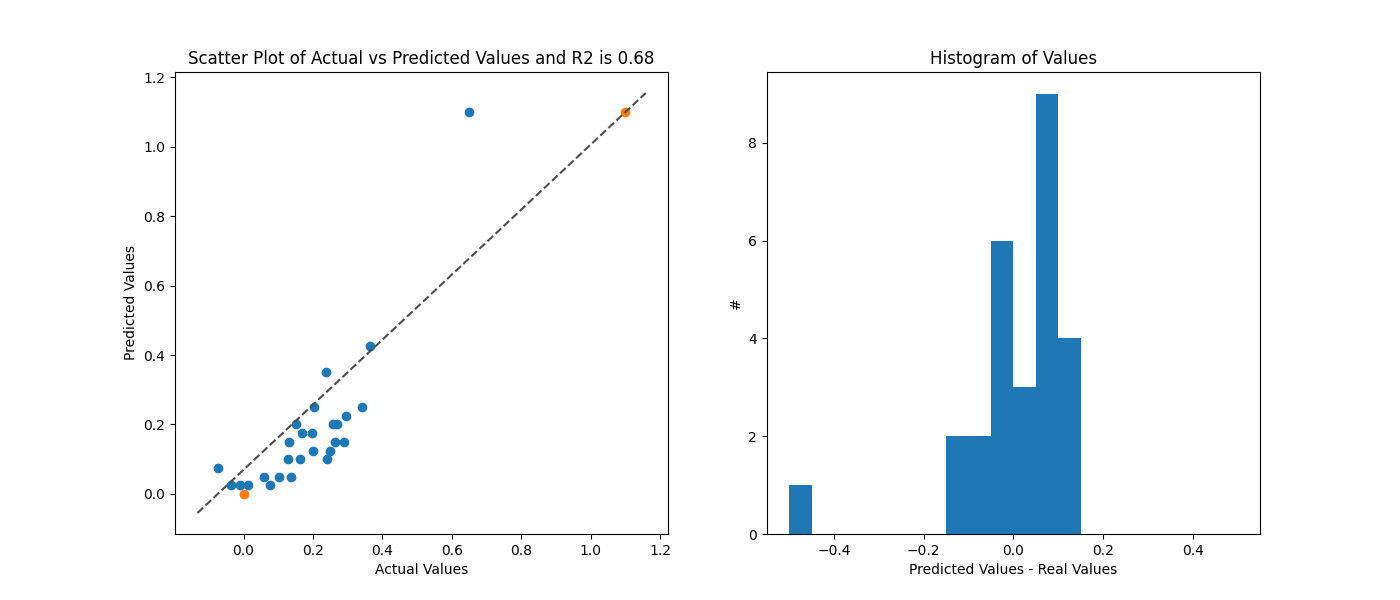 Scatter Plot of Actual vs Predicted Values and R2 is 0.68
1.2
1.0
0.8
0.6
0.4
0.2
0.0
Predicted Values
0.0 0.2 0.4 0.6 0.8 1.0 1.2
Actual Values
Histogram of Values
8
6
4
2
0
#
−0.4 −0.2 0.0 0.2 0.4
Predicted Values - Real Values